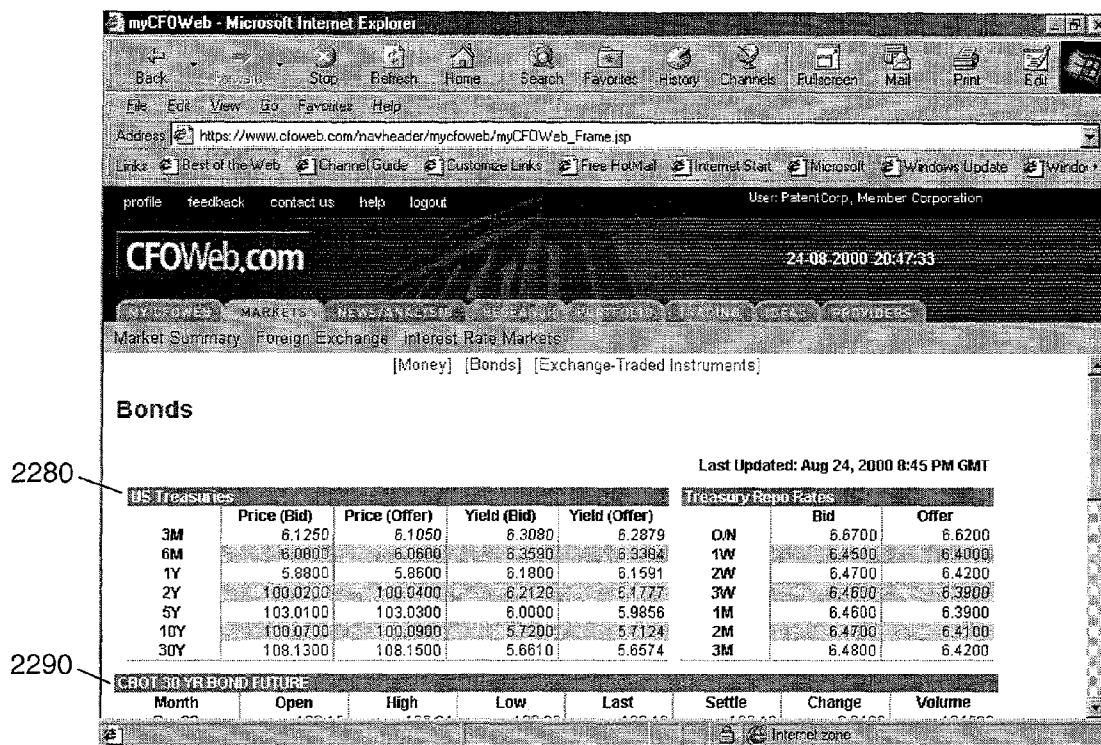 myCFOWeb - Microsoft Internet Explorer
Back Forward Stop Refresh Home Search Favorites History Channels Fullscreen Mail Print Edit
File Edit View Go Favorites Help
Address https://www.cfoweb.com/navheader/mycfoweb/myCFOWeb_Frame.jsp
Links Best of the Web Channel Guide Customize Links Free HotMail Internet Start Microsoft Windows Update Window
profile feedback contact us help logout User: PatentCorp, Member Corporation
CFOWeb.com 24-08-2000 20:47:33
MY CFOWEB MARKETS NEWS/ANALYSIS RESEARCH PORTFOLIO TRADING IDEAS PROVIDERS
Market Summary Foreign Exchange Interest Rate Markets
[Money] [Bonds] [Exchange-Traded Instruments]
Bonds
Last Updated: Aug 24, 2000 8:45 PM GMT
2280
US Treasuries Treasury Repo Rates
Price (Bid) Price (Offer) Yield (Bid) Yield (Offer) Bid Offer
3M 6.1250 6.1050 6.3080 6.2879 O/N 6.6700 6.6200
6M 6.0800 6.0600 6.3590 6.3384 1W 6.4500 6.4000
1Y 5.8800 5.8600 6.1800 6.1591 2W 6.4700 6.4200
2Y 100.0200 100.0400 6.2120 6.1777 3W 6.4600 6.3900
5Y 103.0100 103.0300 6.0000 5.9856 1M 6.4600 6.3900
10Y 100.0700 100.0900 5.7200 5.7124 2M 6.4700 6.4100
30Y 108.1300 108.1500 5.6610 5.6574 3M 6.4800 6.4200
2290
CBOT 30 YR BOND FUTURE
Month Open High Low Last Settle Change Volume
Internet zone